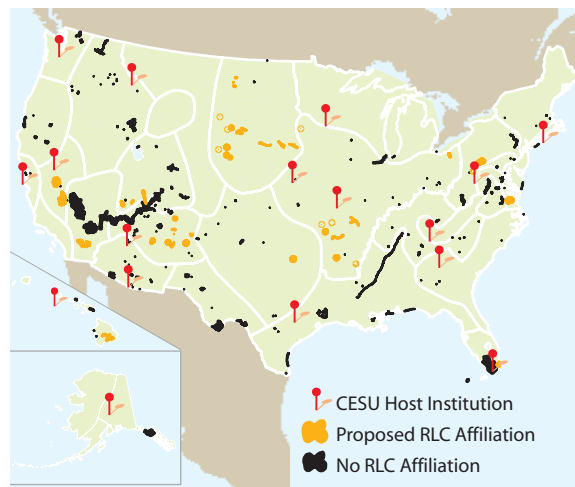 CESU Host Institution
Proposed RLC Affiliation
No RLC Affiliation